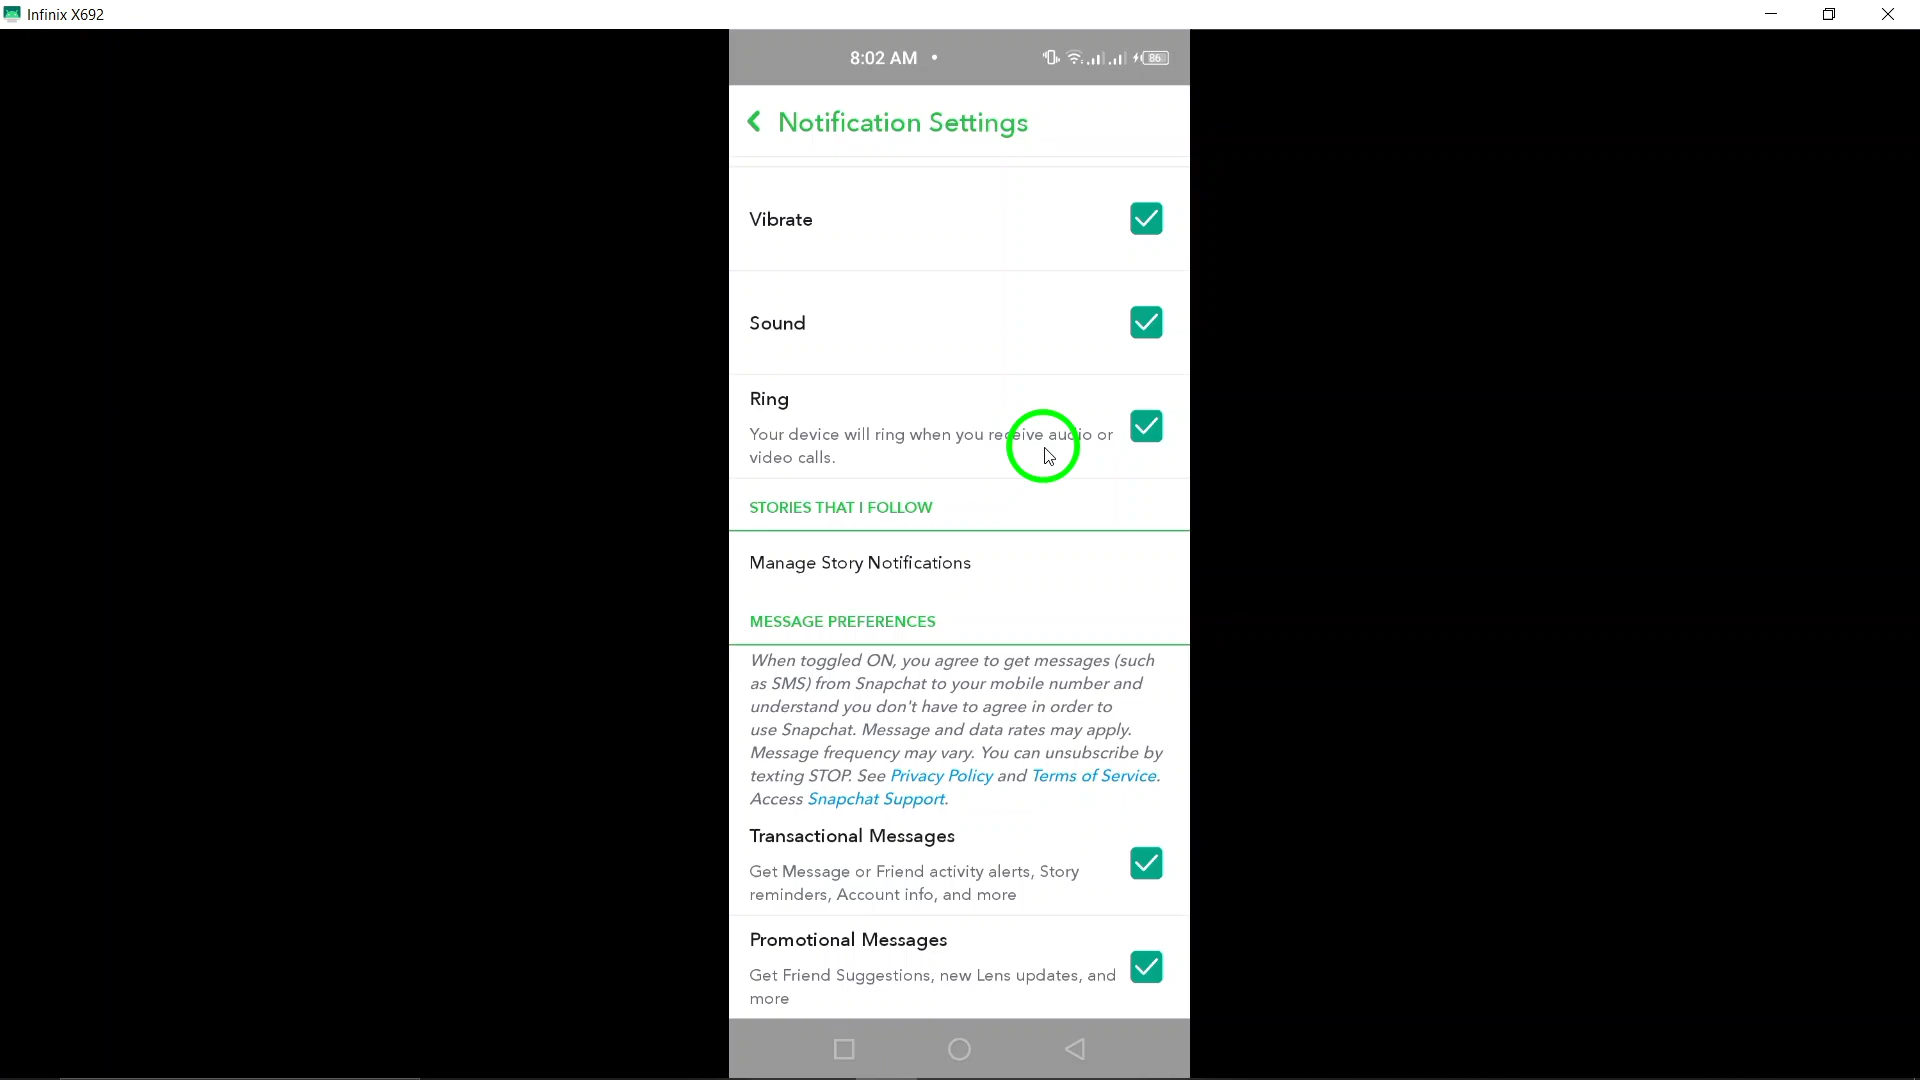 Infinix X692
8:02 AM
86
Notification Settings
Vibrate
Sound
Ring
Your device will ring when you receive audio or
video calls.
STORIES THAT I FOLLOW
Manage Story Notifications
MESSAGE PREFERENCES
When toggled ON, you agree to get messages (such
as SMS) from Snapchat to your mobile number and
understand you don't have to agree in order to
use Snapchat. Message and data rates may apply.
Message frequency may vary. You can unsubscribe by
texting STOP. See Privacy Policy and Terms of Service.
Access Snapchat Support.
Transactional Messages
Get Message or Friend activity alerts, Story
reminders, Account info, and more
Promotional Messages
Get Friend Suggestions, new Lens updates, and
more